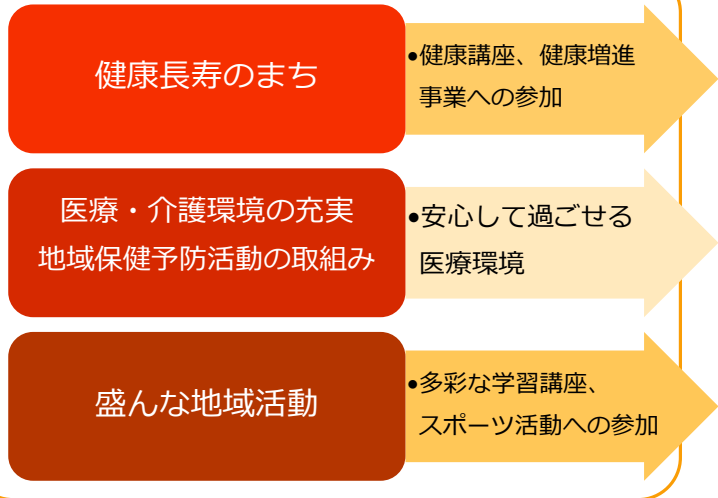 健康長寿のまち
•健康講座、健康増進
事業への参加
医療・介護環境の充実
地域保健予防活動の取組み
•安心して過ごせる
医療環境
盛んな地域活動
•多彩な学習講座、
スポーツ活動への参加